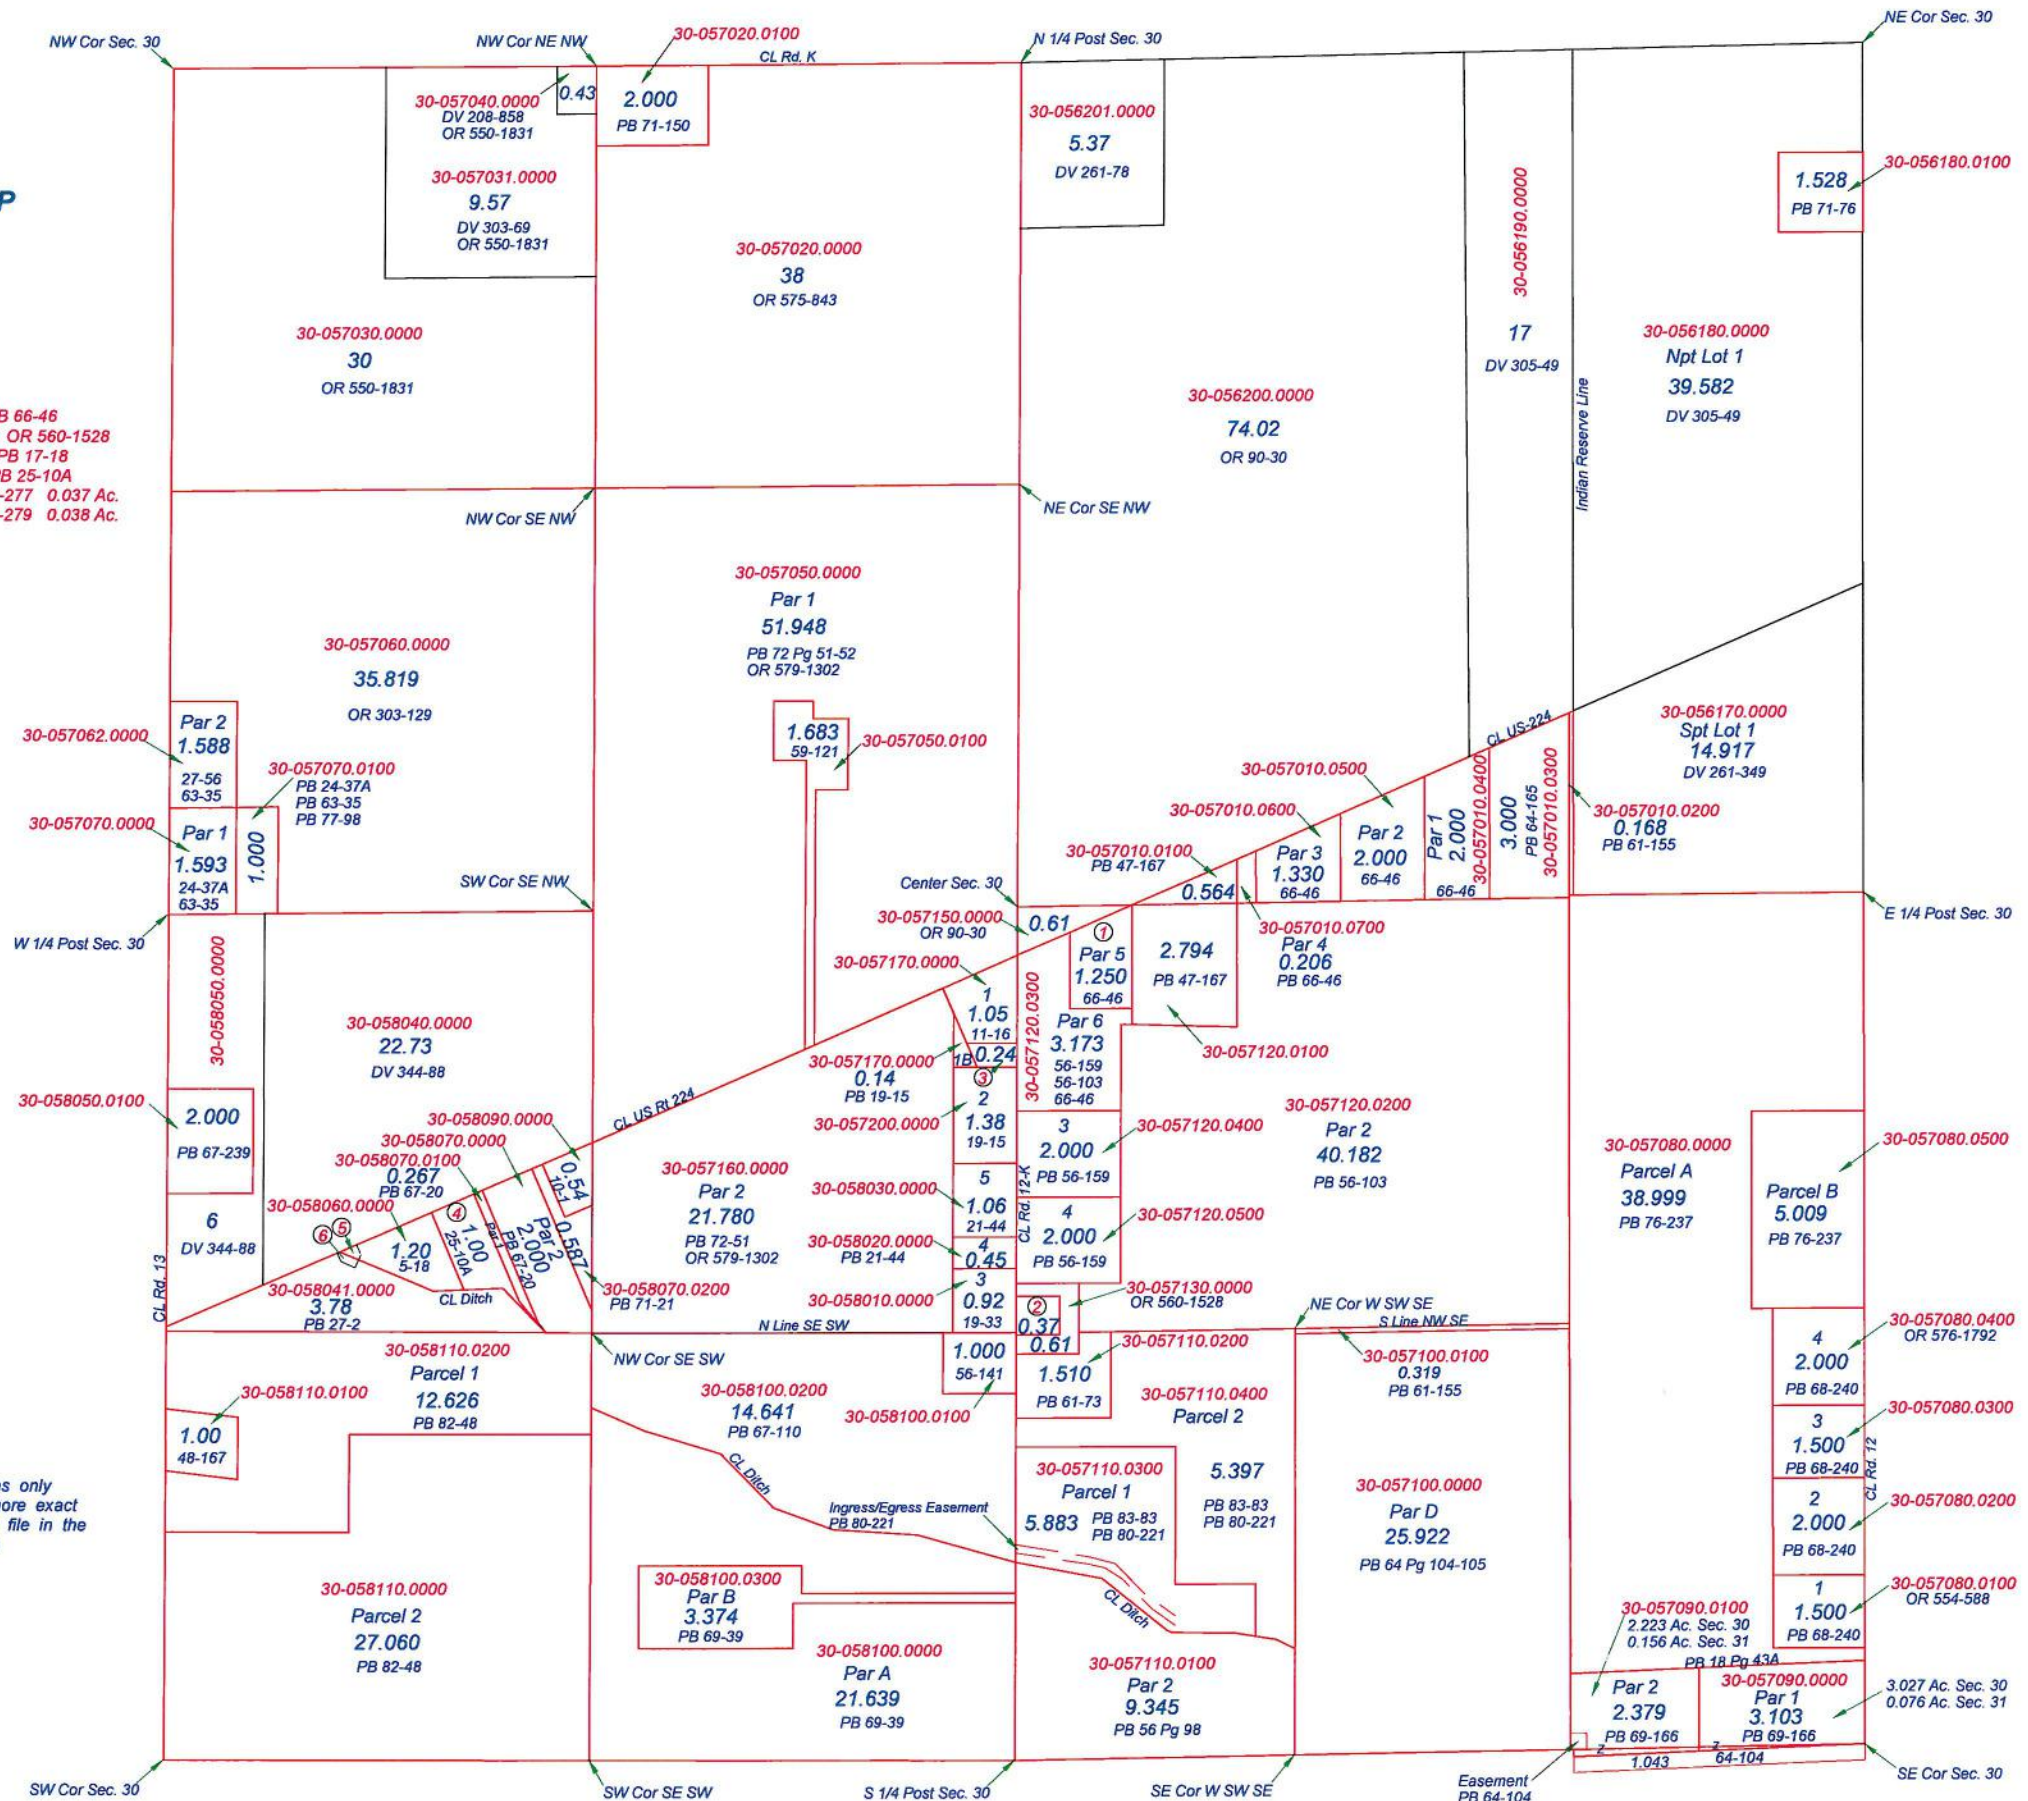 NW Cor Sec. 30
NW Cor NE NW
30-057020.0100
CL Rd. K
N 1/4 Post Sec. 30
NE Cor Sec. 30
P
30-057040.0000
DV 208-858
OR 550-1831
0.43
2.000
PB 71-150
30-057031.0000
9.57
DV 303-69
OR 550-1831
30-056201.0000
5.37
DV 261-78
30-056190.0000
17
DV 305-49
Indian Reserve Line
1.528
PB 71-76
30-056180.0100
30-057020.0000
38
OR 575-843
30-057030.0000
30
OR 550-1831
30-056180.0000
Npt Lot 1
39.582
DV 305-49
30-056200.0000
74.02
OR 90-30
B 66-46
OR 560-1528
PB 17-18
PB 25-10A
-277 0.037 Ac.
-279 0.038 Ac.
NW Cor SE NW
NE Cor SE NW
30-057050.0000
Par 1
51.948
PB 72 Pg 51-52
OR 579-1302
30-057060.0000
35.819
OR 303-129
30-057062.0000
Par 2
1.588
27-56
63-35
1.683
59-121
30-057050.0100
30-057070.0100
PB 24-37A
PB 63-35
PB 77-98
30-057070.0000
Par 1
1.593
24-37A
63-35
1.000
CL US-224
30-056170.0000
Spt Lot 1
14.917
DV 261-349
30-057010.0500
30-057010.0600
30-057010.0100
PB 47-167
0.564
Par 3
1.330
66-46
Par 2
2.000
66-46
Par 1
2.000
66-46
30-057010.0400
3.000
PB 64-165
30-057010.0300
30-057010.0200
0.168
PB 61-155
SW Cor SE NW
Center Sec. 30
W 1/4 Post Sec. 30
E 1/4 Post Sec. 30
30-057150.0000
OR 90-30
0.61
1
Par 5
1.250
66-46
2.794
PB 47-167
30-057010.0700
Par 4
0.206
PB 66-46
30-057120.0100
30-058050.0000
30-057170.0000
1
1.05
11-16
30-057120.0300
Par 6
3.173
56-159
56-103
66-46
30-058040.0000
22.73
DV 344-88
30-057170.0000
0.14
PB 19-15
1B
0.24
3
2
1.38
19-15
30-057200.0000
30-058050.0100
2.000
PB 67-239
30-058090.0000
30-058070.0000
30-058070.0100
0.267
PB 67-20
30-058060.0000
CL US Rt 224
0.54
10-1
30-057160.0000
Par 2
21.780
PB 72-51
OR 579-1302
30-058030.0000
5
1.06
21-44
3
2.000
PB 56-159
30-057120.0400
CL Rd. 12-K
4
2.000
PB 56-159
30-057120.0500
30-057120.0200
Par 2
40.182
PB 56-103
30-057080.0000
Parcel A
38.999
PB 76-237
Parcel B
5.009
PB 76-237
30-057080.0500
6
DV 344-88
CL Rd. 13
6
5
1.20
5-18
4
1.00
25-10A
Par 1
PB 67-20
Par 2
2.000
0.587
30-058070.0200
PB 71-21
30-058020.0000
PB 21-44
4
0.45
30-058041.0000
3.78
PB 27-2
CL Ditch
30-058010.0000
3
0.92
19-33
2
0.37
0.61
30-057130.0000
OR 560-1528
NE Cor W SW SE
S Line NW SE
N Line SE SW
NW Cor SE SW
30-058110.0200
Parcel 1
12.626
PB 82-48
30-058110.0100
1.00
48-167
30-058100.0200
14.641
PB 67-110
1.000
56-141
30-058100.0100
1.510
PB 61-73
30-057110.0200
30-057110.0400
Parcel 2
5.397
PB 83-83
PB 80-221
30-057100.0100
0.319
PB 61-155
4
2.000
PB 68-240
30-057080.0400
OR 576-1792
3
1.500
PB 68-240
30-057080.0300
CL Rd. 12
2
2.000
PB 68-240
30-057080.0200
1
1.500
PB 68-240
30-057080.0100
OR 554-588
CL Ditch
Ingress/Egress Easement
PB 80-221
30-057110.0300
Parcel 1
5.883
PB 83-83
PB 80-221
CL Ditch
30-057100.0000
Par D
25.922
PB 64 Pg 104-105
s only
ore exact
file in the
30-058110.0000
Parcel 2
27.060
PB 82-48
30-058100.0300
Par B
3.374
PB 69-39
30-058100.0000
Par A
21.639
PB 69-39
30-057110.0100
Par 2
9.345
PB 56 Pg 98
30-057090.0100
2.223 Ac. Sec. 30
0.156 Ac. Sec. 31
PB 18 Pg 43A
Par 2
2.379
PB 69-166
30-057090.0000
Par 1
3.103
PB 69-166
3.027 Ac. Sec. 30
0.076 Ac. Sec. 31
Z
Z
1.043
64-104
SW Cor Sec. 30
SW Cor SE SW
S 1/4 Post Sec. 30
SE Cor W SW SE
Easement
PB 64-104
SE Cor Sec. 30